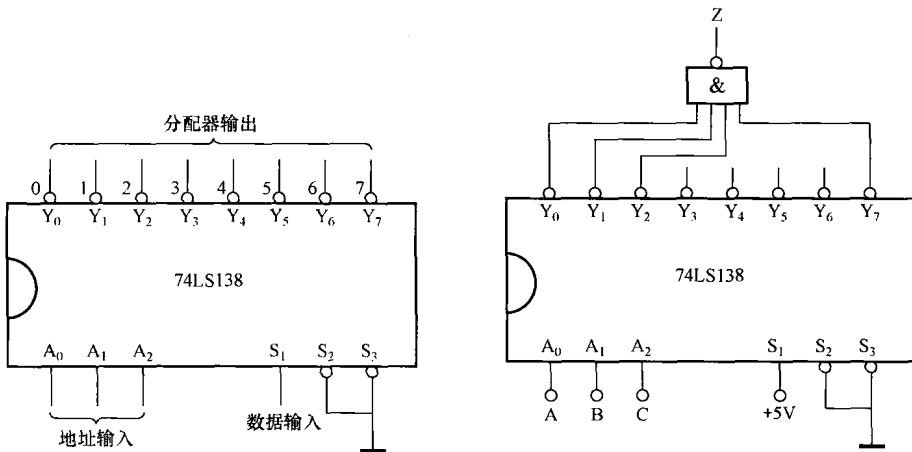 分配器输出
0 1 2 3 4 5 6 7
Y₀ Y₁ Y₂ Y₃ Y₄ Y₅ Y₆ Y₇
74LS138
A₀ A₁ A₂ S₁ S₂ S₃
地址输入
数据输入
Z
&
Y₀ Y₁ Y₂ Y₃ Y₄ Y₅ Y₆ Y₇
74LS138
A₀ A₁ A₂ S₁ S₂ S₃
A B C +5V